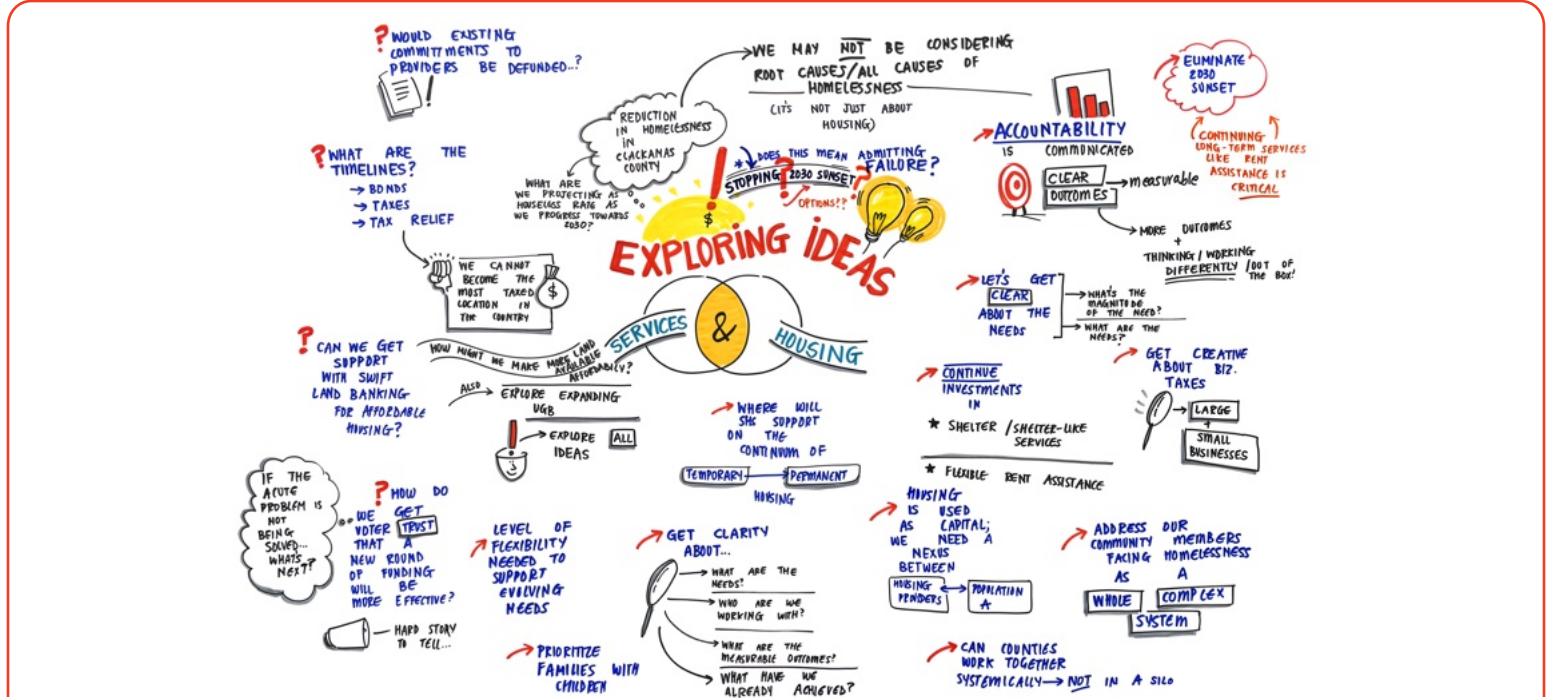 ? WOULD EXISTING
COMMITTMENTS TO
PROVIDERS BE DEFUNDED..?
!
WE MAY NOT BE CONSIDERING
ROOT CAUSES/ALL CAUSES OF
HOMELESSNESS
(IT'S NOT JUST ABOUT
HOUSING)
REDUCTION
IN HOMELESSNESS
IN
CLACKANAS
COUNTY
WHAT ARE
WE PROJECTING AS
HOUSELESS RATE AS
WE PROGRESS TOWARDS
2030?
* DOES THIS MEAN ADMITTING
FAILURE?
STOPPING 2030 SUNSET
? ?
OPTIONS??
ELIMINATE
2030
SUNSET
CONTINUING
LONG-TERM SERVICES
LIKE RENT
ASSISTANCE IS
CRITICAL
ACCOUNTABILITY
IS COMMUNICATED
CLEAR
OUTCOMES
measurable
MORE OUTCOMES
+
THINKING/WORKING
DIFFERENTLY/OUT OF
THE BOX!
? WHAT ARE THE
TIMELINES?
→ BONDS
→ TAXES
→ TAX RELIEF
WE CANNOT
BECOME THE
MOST TAXED
LOCATION IN
THE COUNTRY
$
! $
EXPLORING IDEAS
SERVICES
&
HOUSING
LET'S GET
CLEAR
ABOUT THE
NEEDS
WHAT'S THE
MAGNITUDE
OF THE NEED?
WHAT ARE THE
NEEDS?
? CAN WE GET
SUPPORT
WITH SWIFT
LAND BANKING
FOR AFFORDABLE
HOUSING?
HOW MIGHT WE MAKE MORE LAND
AVAILABLE
AFFORDABLY?
ALSO
EXPLORE EXPANDING
UGB
!
EXPLORE ALL
IDEAS
WHERE WILL
SHS SUPPORT
ON THE
CONTINUUM OF
TEMPORARY → PERMANENT
HOUSING
CONTINUE
INVESTMENTS
IN
★ SHELTER/SHELTER-LIKE
SERVICES
★ FLEXIBLE RENT ASSISTANCE
GET CREATIVE
ABOUT BIZ.
TAXES
LARGE
+
SMALL
BUSINESSES
IF THE
ACUTE
PROBLEM IS
NOT
BEING
SOLVED...
WHATS
NEXT?
? HOW DO
WE GET
VOTER TRUST
THAT A
NEW ROUND
OF FUNDING
WILL BE
MORE EFFECTIVE?
HARD STORY
TO TELL...
LEVEL OF
FLEXIBILITY
NEEDED TO
SUPPORT
EVOLVING
NEEDS
PRIORITIZE
FAMILIES WITH
CHILDREN
GET CLARITY
ABOUT...
WHAT ARE THE
NEEDS?
WHO ARE WE
WORKING WITH?
WHAT ARE THE
MEASURABLE OUTCOMES?
WHAT HAVE WE
ALREADY ACHIEVED?
HOUSING
IS USED
AS CAPITAL;
WE NEED A
NEXUS
BETWEEN
HOUSING
PROVIDERS
POPULATION
A
ADDRESS OUR
COMMUNITY MEMBERS
FACING HOMELESSNESS
AS A
WHOLE COMPLEX
SYSTEM
CAN COUNTIES
WORK TOGETHER
SYSTEMICALLY → NOT IN A SILO